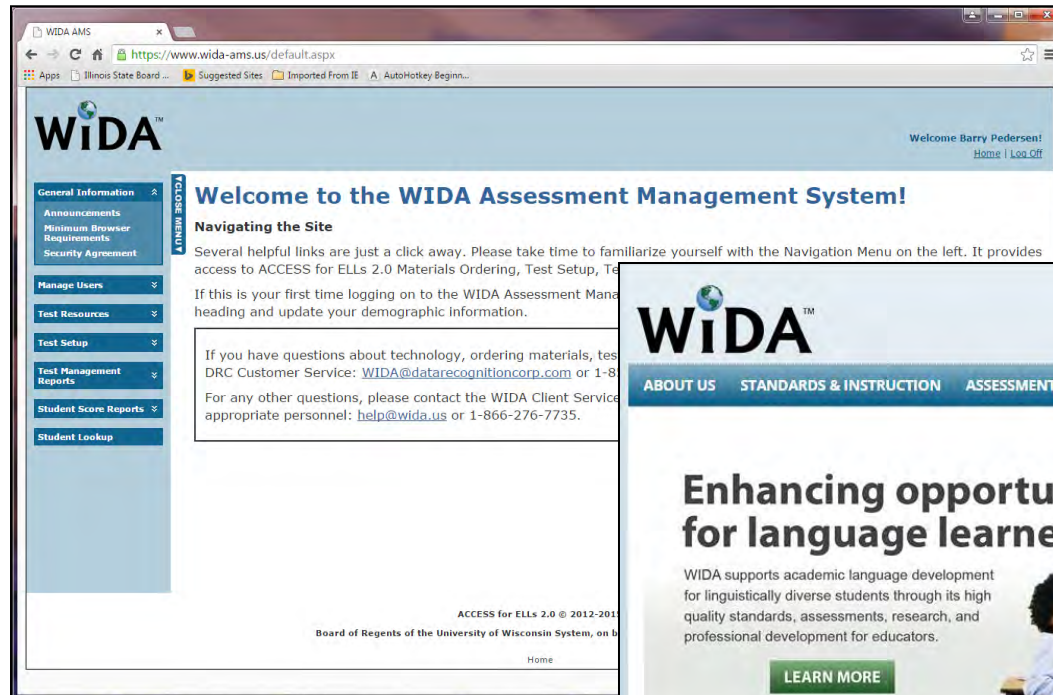 WIDA AMS
https://www.wida-ams.us/default.aspx
Apps Illinois State Board ... Suggested Sites Imported From IE AutoHotkey Beginn...
WiDA™
Welcome Barry Pedersen!
Home | Log Off
General Information
Announcements
Minimum Browser
Requirements
Security Agreement
Manage Users
Test Resources
Test Setup
Test Management
Reports
Student Score Reports
Student Lookup
CLOSE MENU
Welcome to the WIDA Assessment Management System!
Navigating the Site
Several helpful links are just a click away. Please take time to familiarize yourself with the Navigation Menu on the left. It provides
access to ACCESS for ELLs 2.0 Materials Ordering, Test Setup, Te
If this is your first time logging on to the WIDA Assessment Mana
heading and update your demographic information.
If you have questions about technology, ordering materials, tes
DRC Customer Service: WIDA@datarecognitioncorp.com or 1-8
For any other questions, please contact the WIDA Client Service
appropriate personnel: help@wida.us or 1-866-276-7735.
ACCESS for ELLs 2.0 © 2012-201
Board of Regents of the University of Wisconsin System, on b
Home
WiDA™
ABOUT US STANDARDS & INSTRUCTION ASSESSMENT
Enhancing opportu
for language learne
WIDA supports academic language development
for linguistically diverse students through its high
quality standards, assessments, research, and
professional development for educators.
LEARN MORE